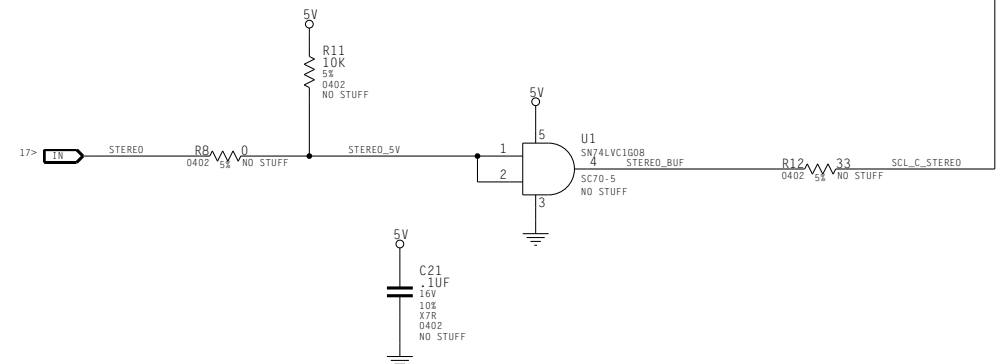 5V
R11
10K
5%
0402
NO STUFF
17> IN STEREO
R8 0
0402 5% NO STUFF
STEREO_5V
5V
5
U1
SN74LVC1G08
1
2
4
STEREO_BUF
SC70-5
NO STUFF
3
R12 33
0402 5% NO STUFF
SCL_C_STEREO
5V
C21
.1UF
16V
10%
X7R
0402
NO STUFF